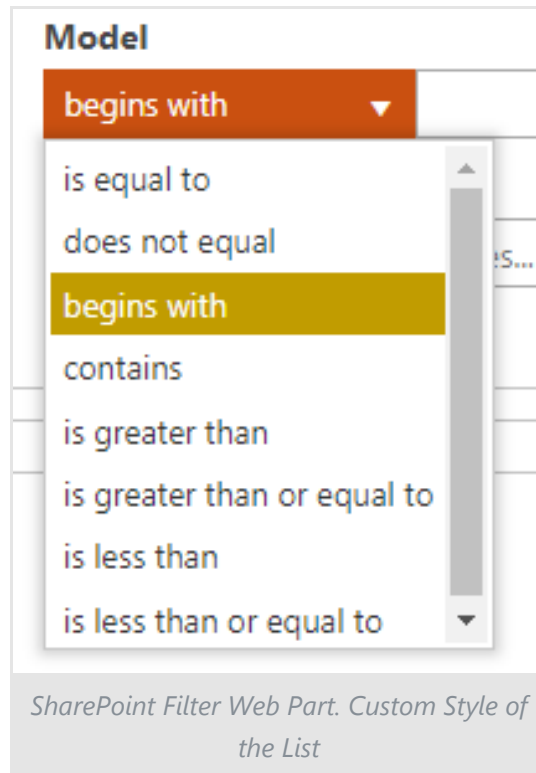 Model
begins with
is equal to
does not equal
es...
begins with
contains
is greater than
is greater than or equal to
is less than
is less than or equal to
SharePoint Filter Web Part. Custom Style of
the List